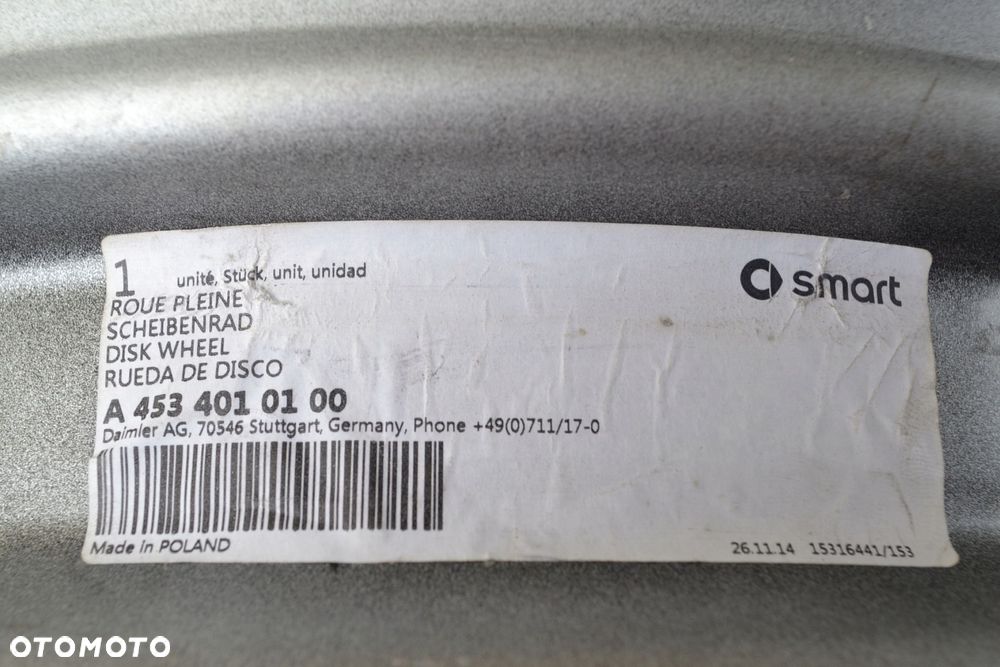 1 unité, Stück, unit, unidad
smart
ROUE PLEINE
SCHEIBENRAD
DISK WHEEL
RUEDA DE DISCO
A 453 401 01 00
Daimler AG, 70546 Stuttgart, Germany, Phone +49(0)711/17-0
Made in POLAND
26.11.14 15316441/153
OTOMOTO